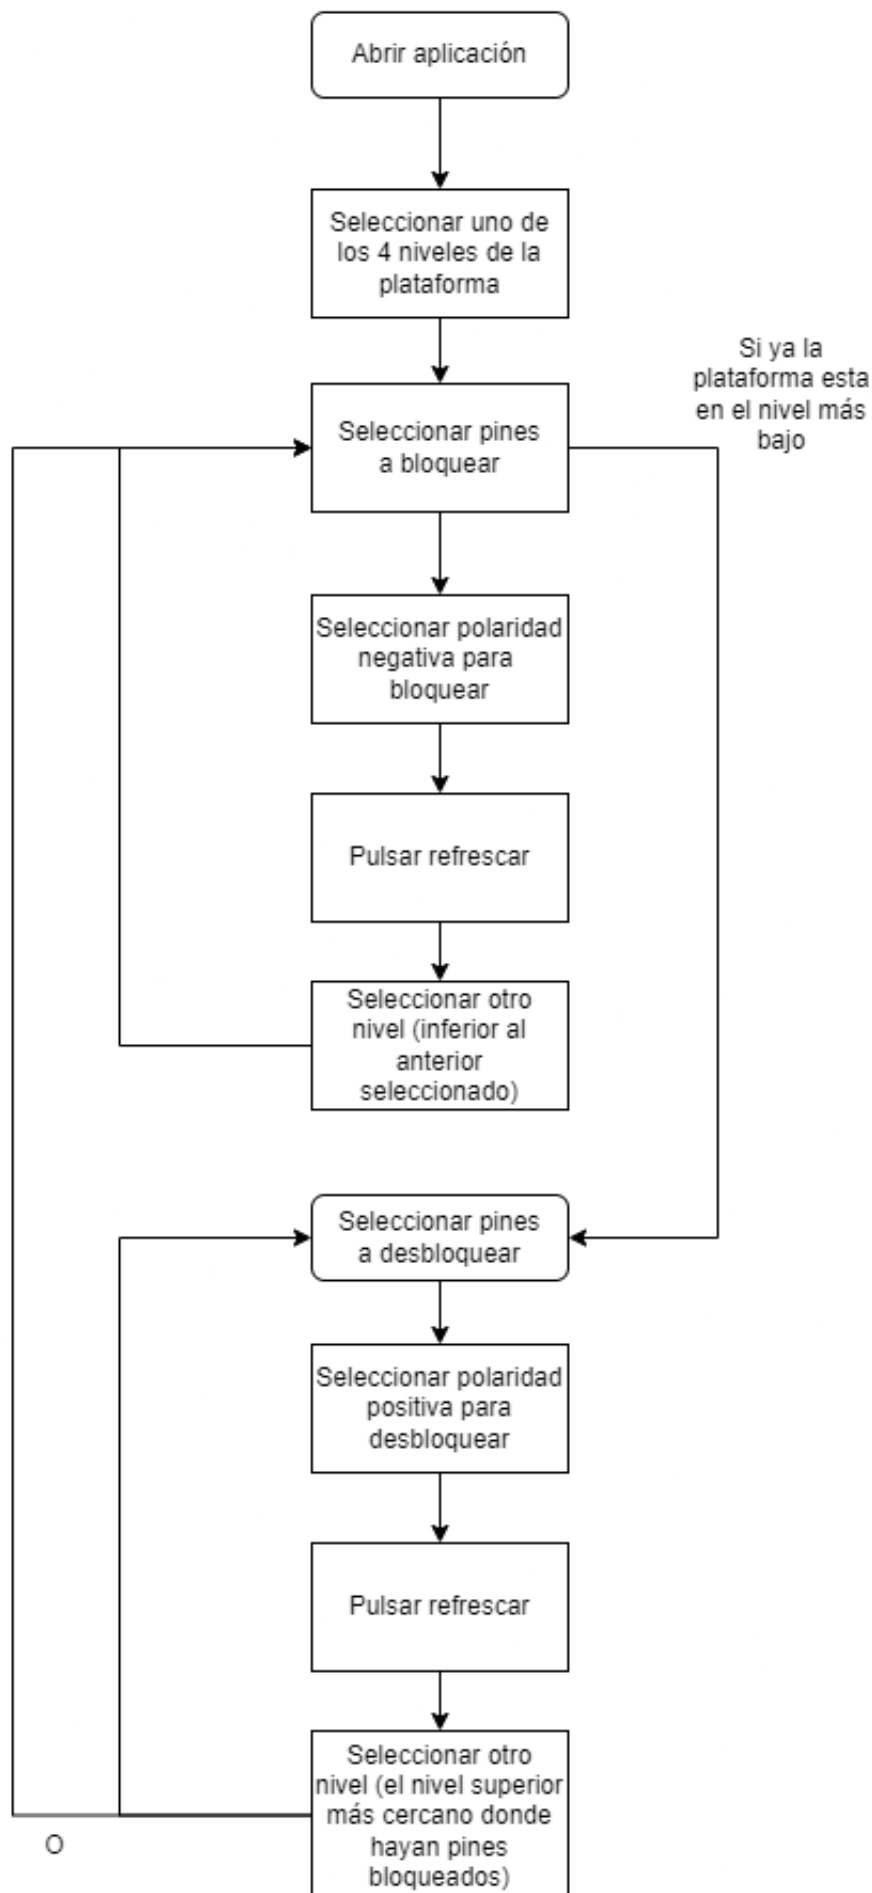 Abrir aplicación
Seleccionar uno de
los 4 niveles de la
plataforma
Si ya la
plataforma esta
en el nivel más
bajo
Seleccionar pines
a bloquear
Seleccionar polaridad
negativa para
bloquear
Pulsar refrescar
Seleccionar otro
nivel (inferior al
anterior
seleccionado)
Seleccionar pines
a desbloquear
Seleccionar polaridad
positiva para
desbloquear
Pulsar refrescar
Seleccionar otro
nivel (el nivel superior
más cercano donde
hayan pines
bloqueados)
O